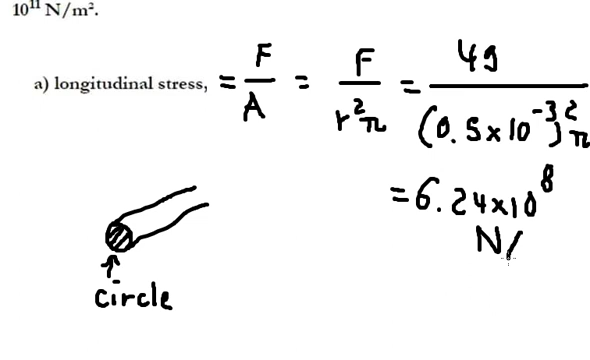 10¹¹ N/m².
a) longitudinal stress, = F/A = F/r²π = 49/(0.5×10⁻³)²π
= 6.24×10⁸
N/
circle